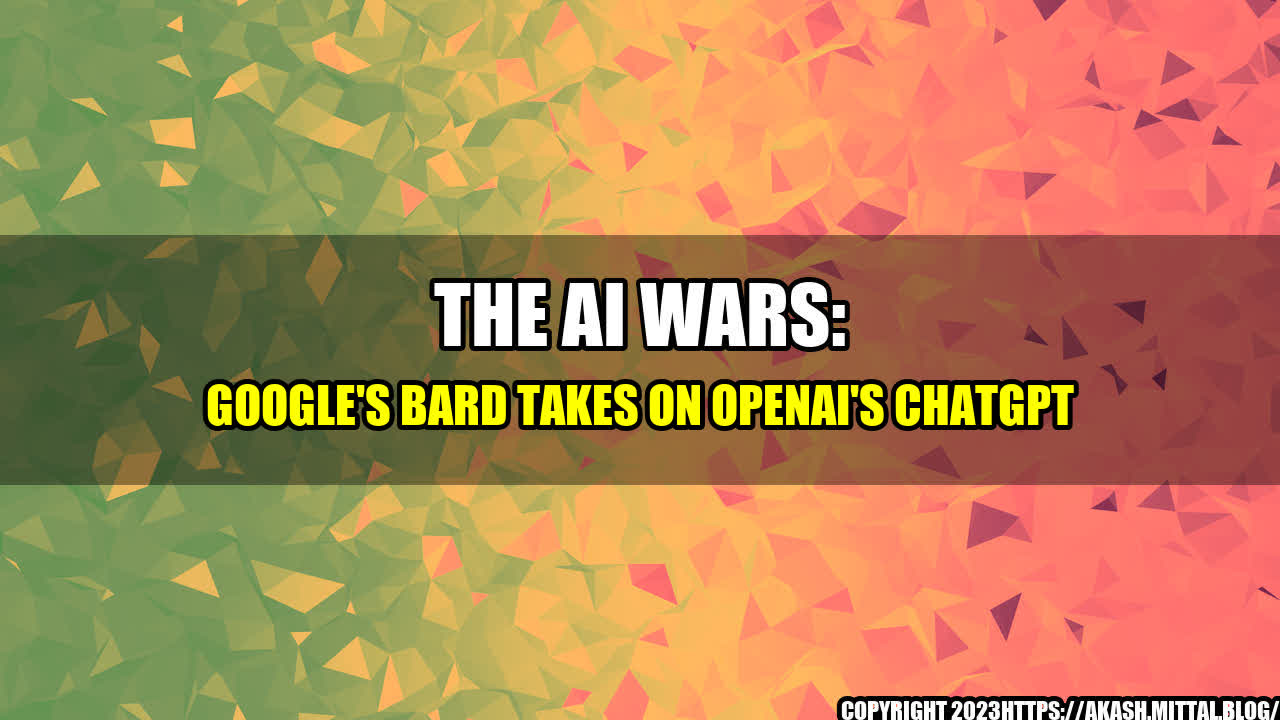 THE AI WARS:
GOOGLE'S BARD TAKES ON OPENAI'S CHATGPT
COPYRIGHT 2023HTTPS://AKASH.MITTAL.BLOG/